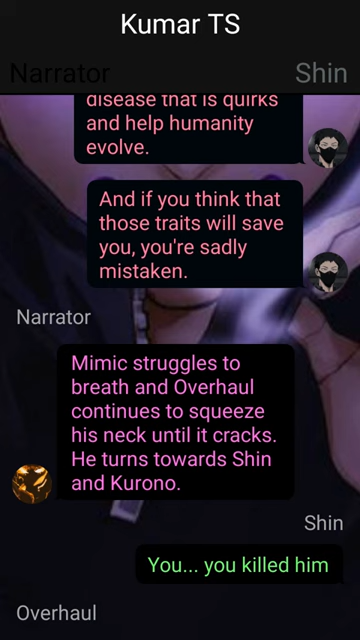 Kumar TS
Narrator
Shin
disease that is quirks
and help humanity
evolve.
And if you think that
those traits will save
you, you're sadly
mistaken.
Narrator
Mimic struggles to
breath and Overhaul
continues to squeeze
his neck until it cracks.
He turns towards Shin
and Kurono.
Shin
You... you killed him
Overhaul